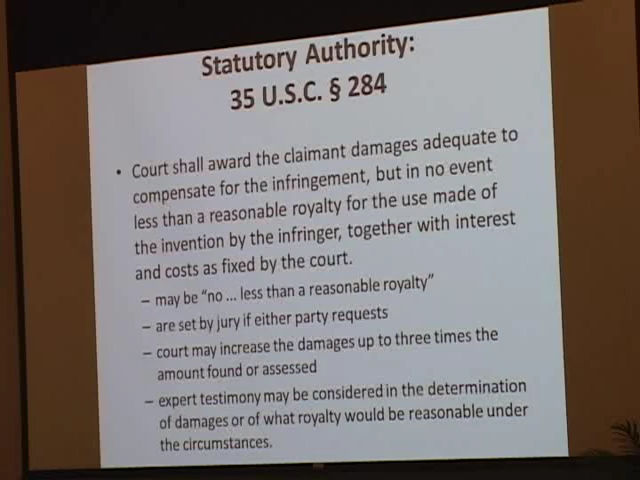 Statutory Authority:
35 U.S.C. § 284
• Court shall award the claimant damages adequate to
compensate for the infringement, but in no event
less than a reasonable royalty for the use made of
the invention by the infringer, together with interest
and costs as fixed by the court.
– may be “no ... less than a reasonable royalty”
– are set by jury if either party requests
– court may increase the damages up to three times the
amount found or assessed
– expert testimony may be considered in the determination
of damages or of what royalty would be reasonable under
the circumstances.